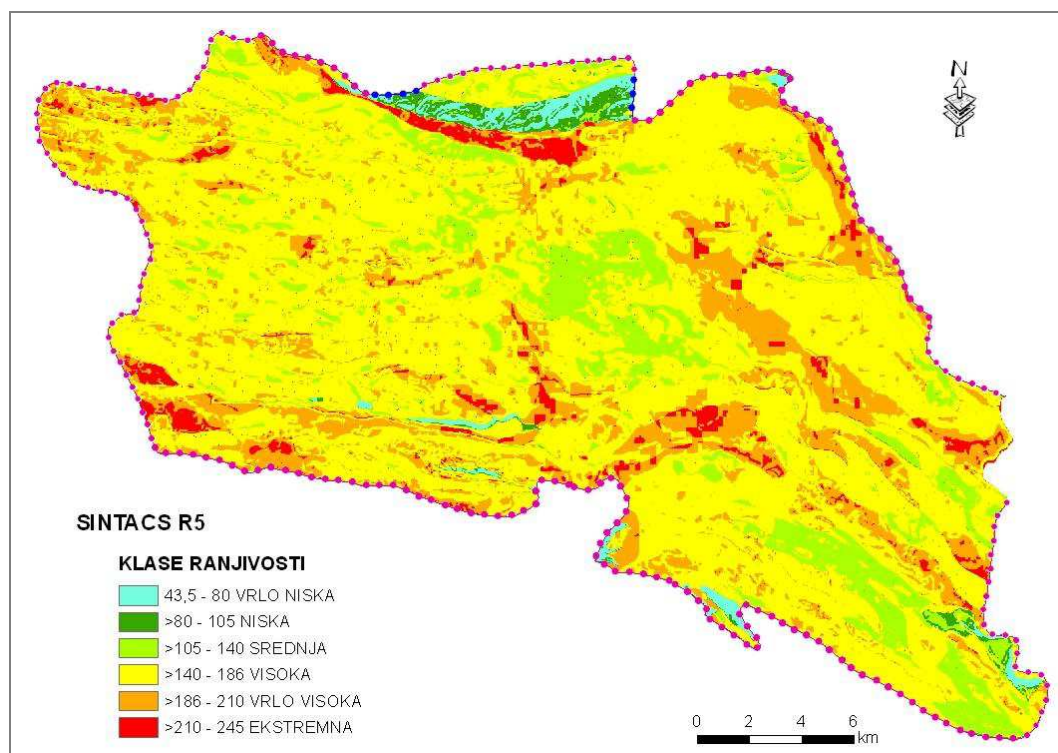 N
SINTACS R5
KLASE RANJIVOSTI
43,5 - 80 VRLO NISKA
>80 - 105 NISKA
>105 - 140 SREDNJA
>140 - 186 VISOKA
>186 - 210 VRLO VISOKA
>210 - 245 EKSTREMNA
0 2 4 6
km